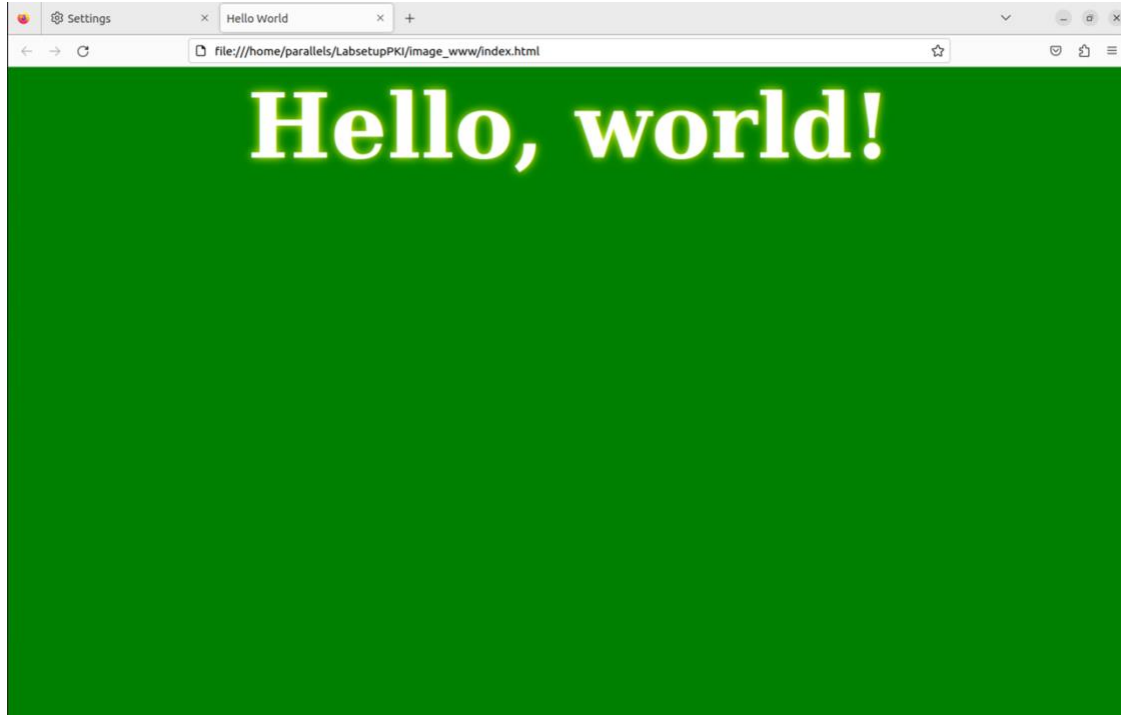 Settings
Hello World
file:///home/parallels/LabsetupPKI/image_www/index.html
Hello, world!